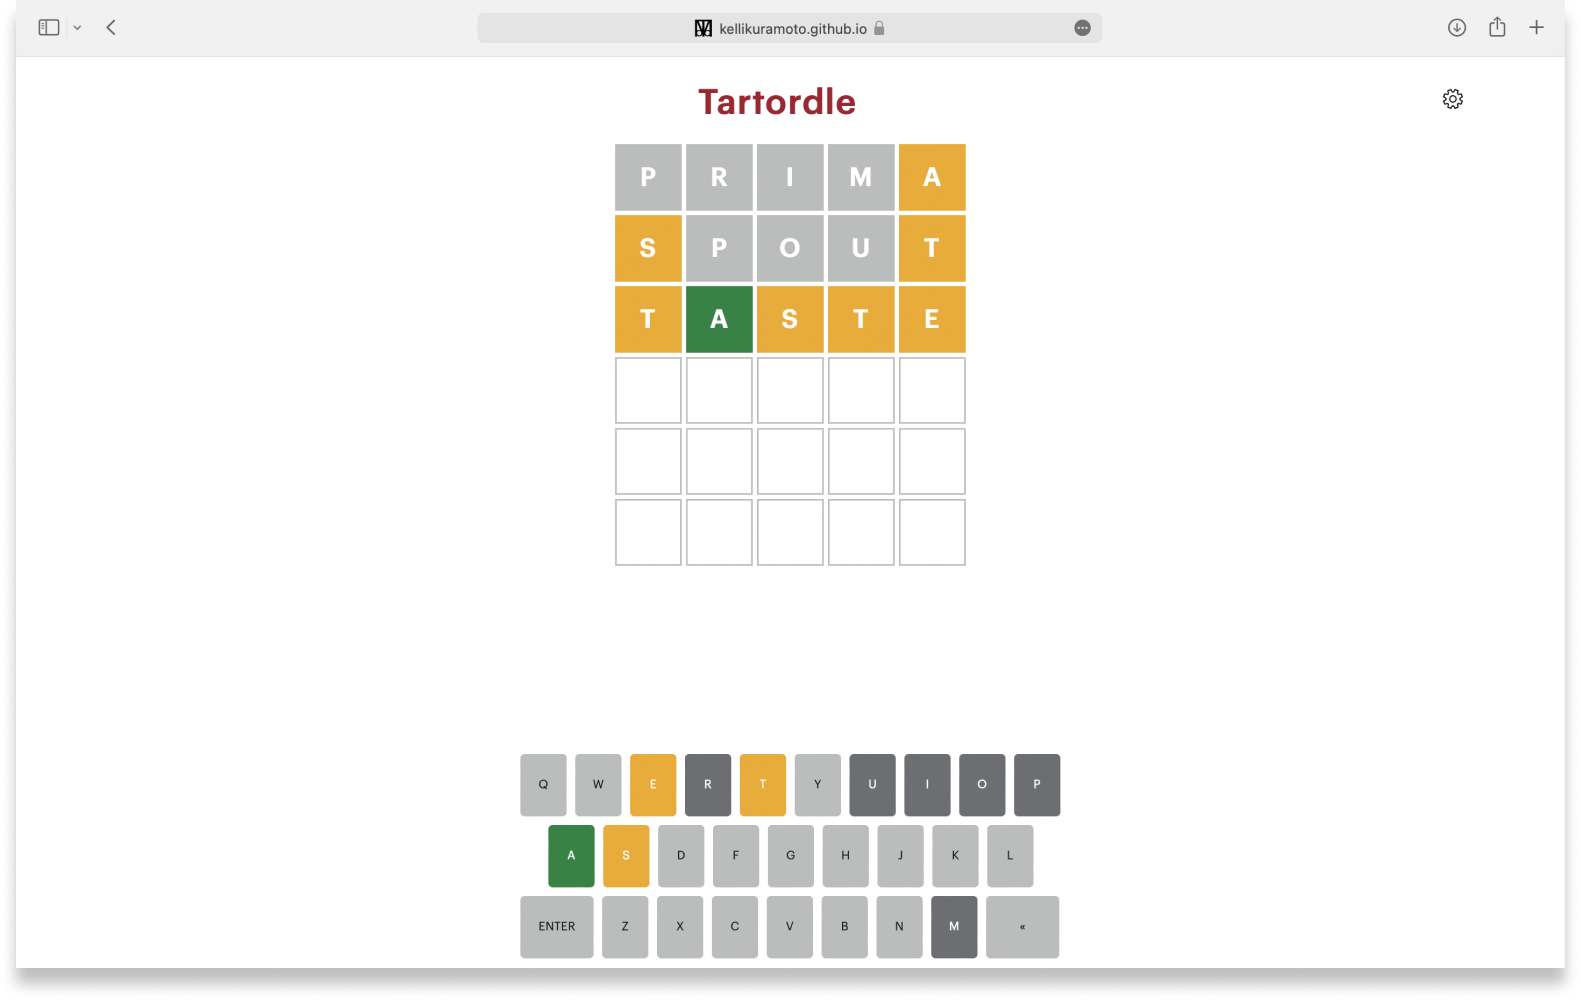 kellikuramoto.github.io
Tartordle
P R I M A
S P O U T
T A S T E
Q W E R T Y U I O P
A S D F G H J K L
ENTER Z X C V B N M «